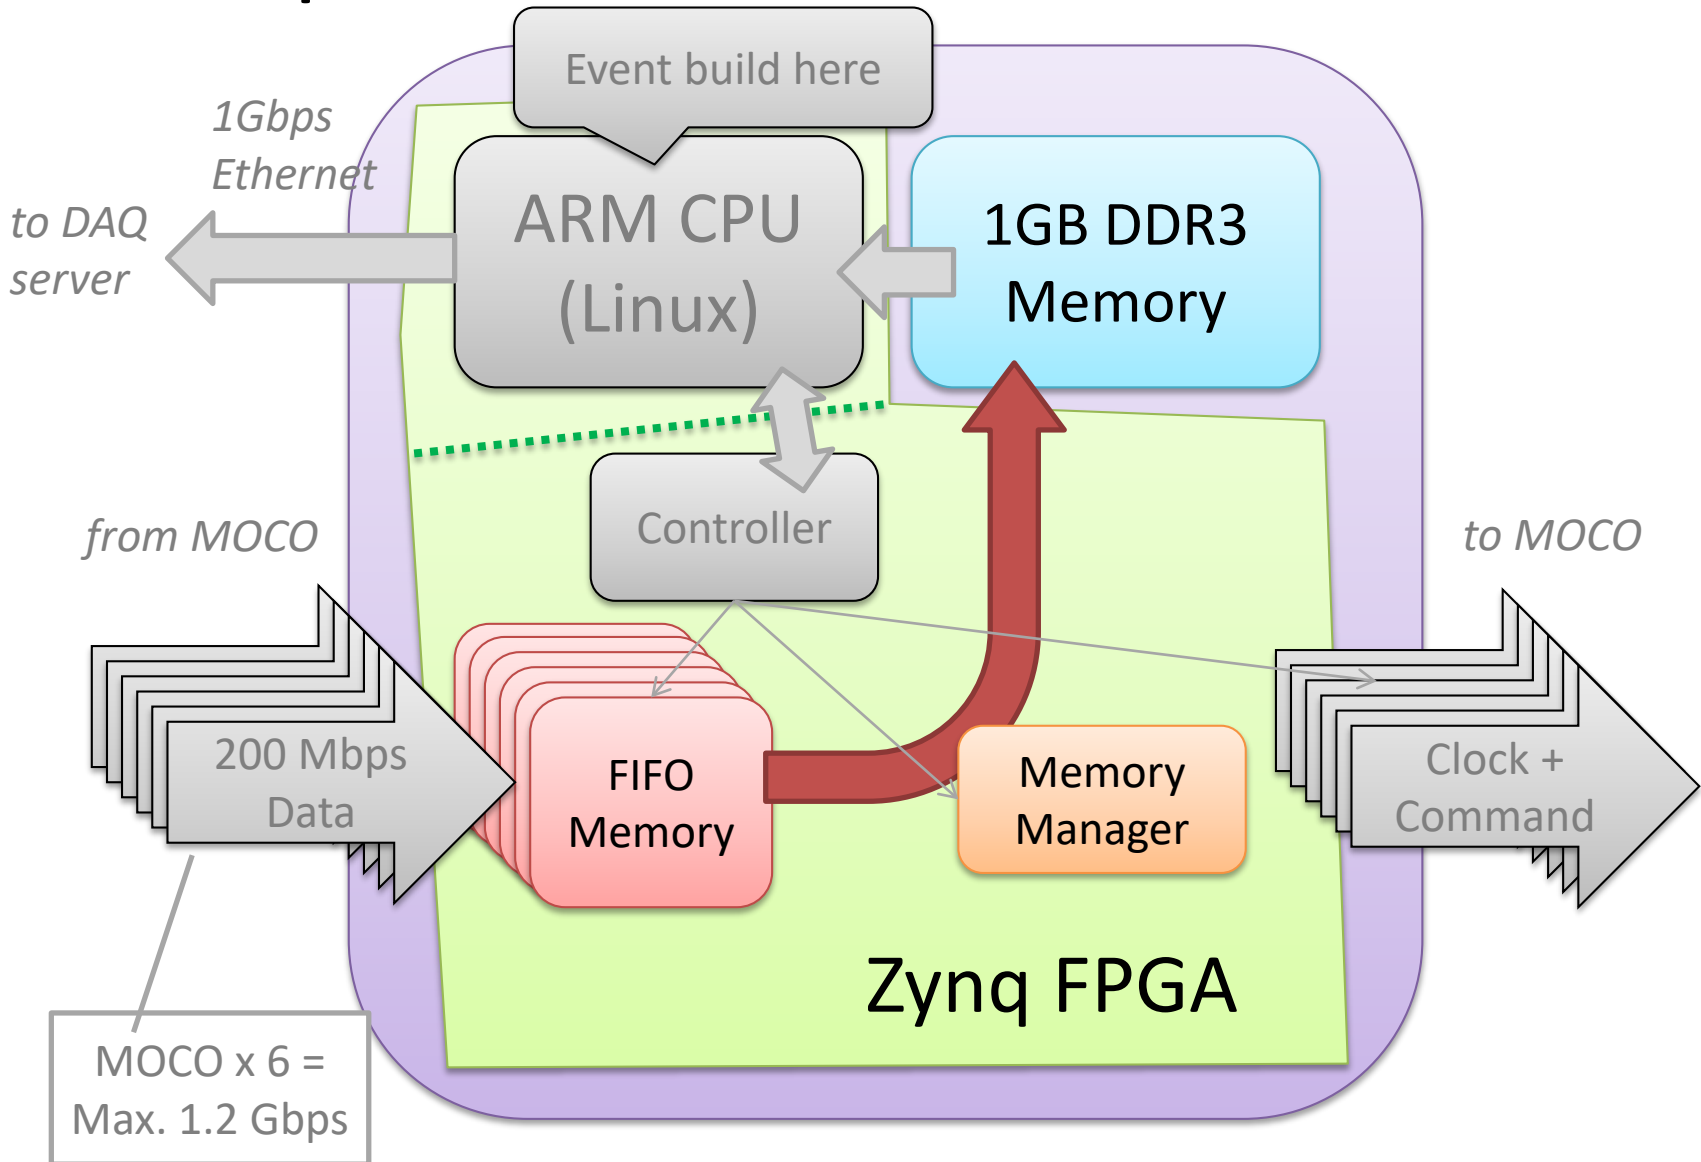 Event build here
1Gbps
Ethernet
to DAQ
server
ARM CPU
(Linux)
1GB DDR3
Memory
from MOCO
Controller
to MOCO
200 Mbps
Data
FIFO
Memory
Memory
Manager
Clock +
Command
Zynq FPGA
MOCO x 6 =
Max. 1.2 Gbps